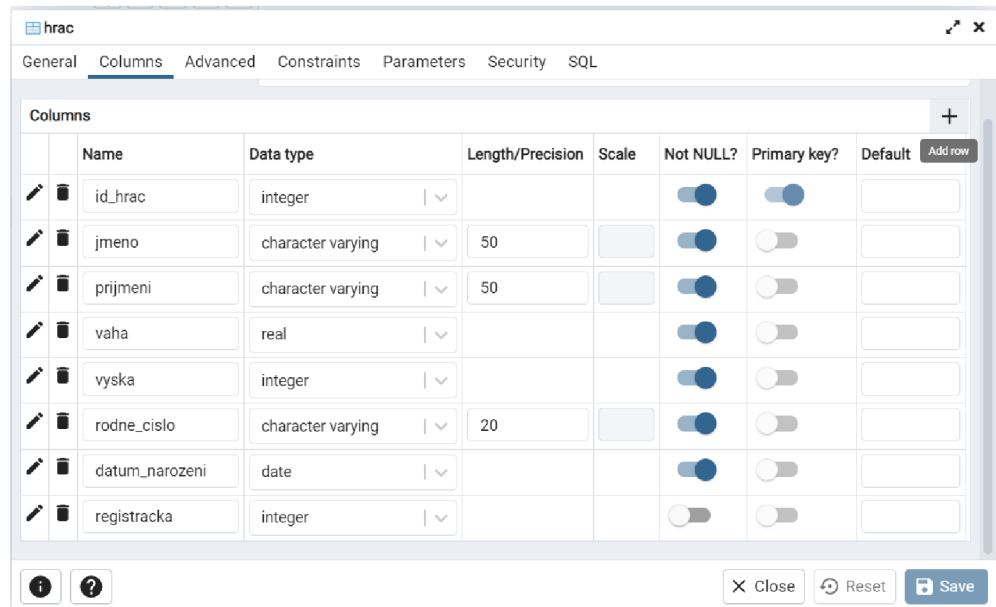 hrac
General Columns Advanced Constraints Parameters Security SQL
Columns
Name Data type Length/Precision Scale Not NULL? Primary key? Default
Add row
id_hrac integer
jmeno character varying 50
prijmeni character varying 50
vaha real
vyska integer
rodne_cislo character varying 20
datum_narozeni date
registracka integer
Close Reset Save